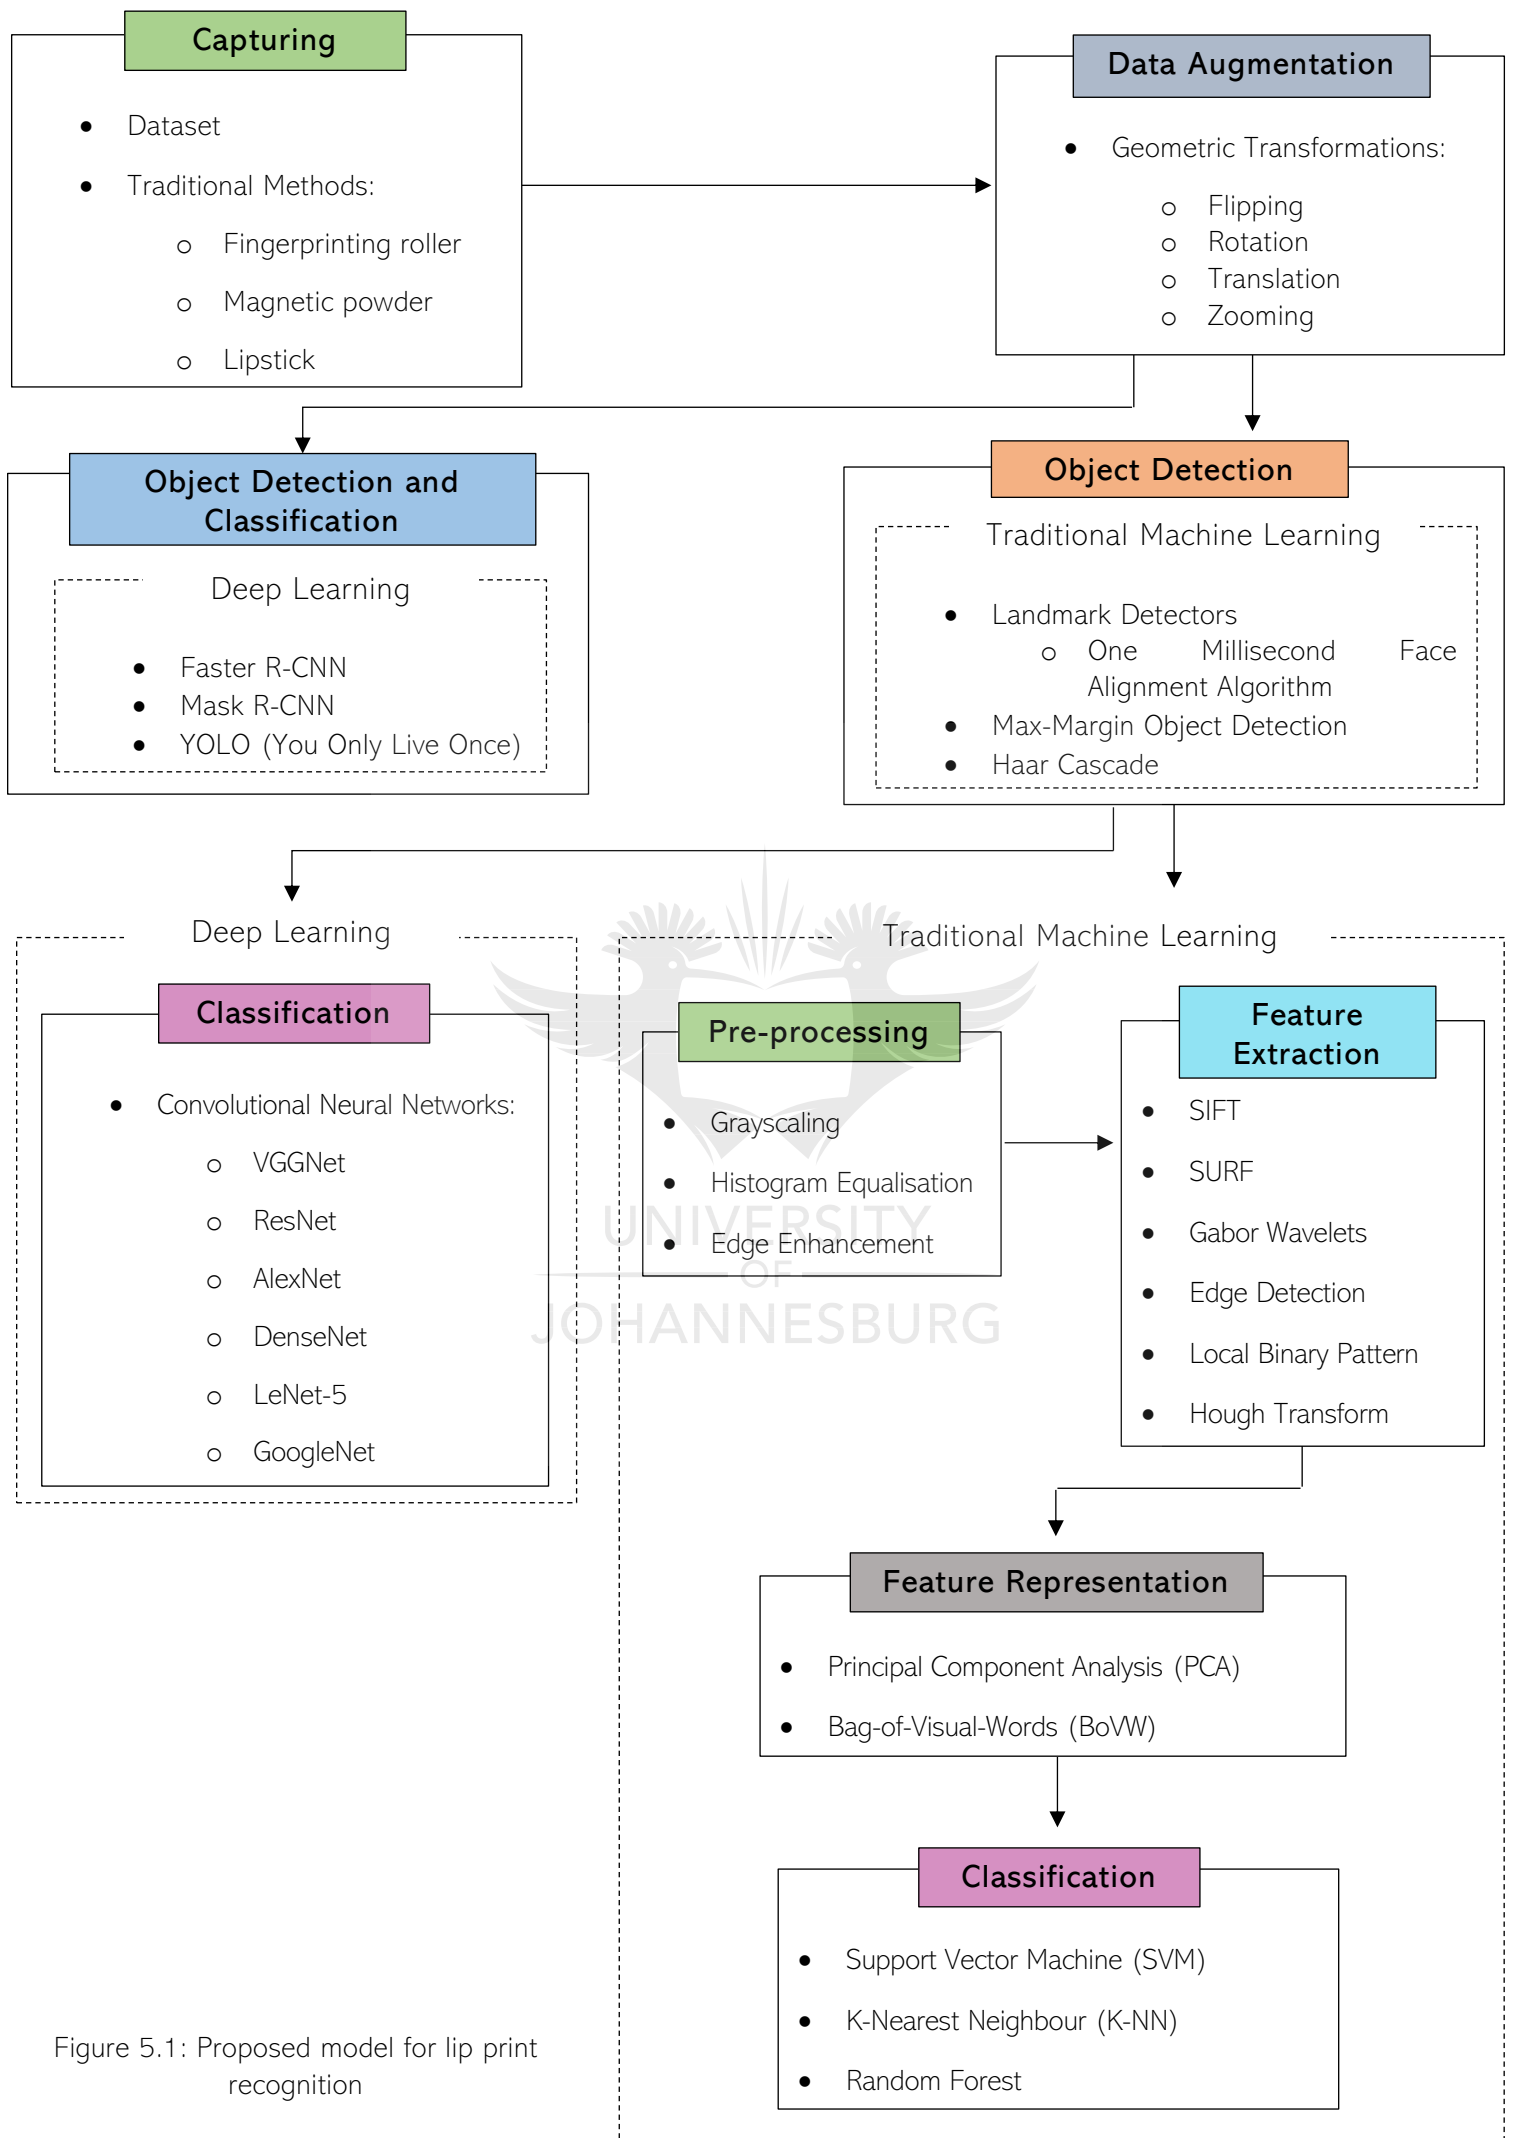 Capturing
• Dataset
• Traditional Methods:
o Fingerprinting roller
o Magnetic powder
o Lipstick
Data Augmentation
• Geometric Transformations:
o Flipping
o Rotation
o Translation
o Zooming
Object Detection and
Classification
Deep Learning
• Faster R-CNN
• Mask R-CNN
• YOLO (You Only Live Once)
Object Detection
Traditional Machine Learning
• Landmark Detectors
o One Millisecond Face
Alignment Algorithm
• Max-Margin Object Detection
• Haar Cascade
Deep Learning
Classification
• Convolutional Neural Networks:
o VGGNet
o ResNet
o AlexNet
o DenseNet
o LeNet-5
o GoogleNet
Traditional Machine Learning
Pre-processing
• Grayscaling
• Histogram Equalisation
• Edge Enhancement
Feature
Extraction
• SIFT
• SURF
• Gabor Wavelets
• Edge Detection
• Local Binary Pattern
• Hough Transform
UNIVERSITY
OF
JOHANNESBURG
Feature Representation
• Principal Component Analysis (PCA)
• Bag-of-Visual-Words (BoVW)
Classification
• Support Vector Machine (SVM)
• K-Nearest Neighbour (K-NN)
• Random Forest
Figure 5.1: Proposed model for lip print
recognition